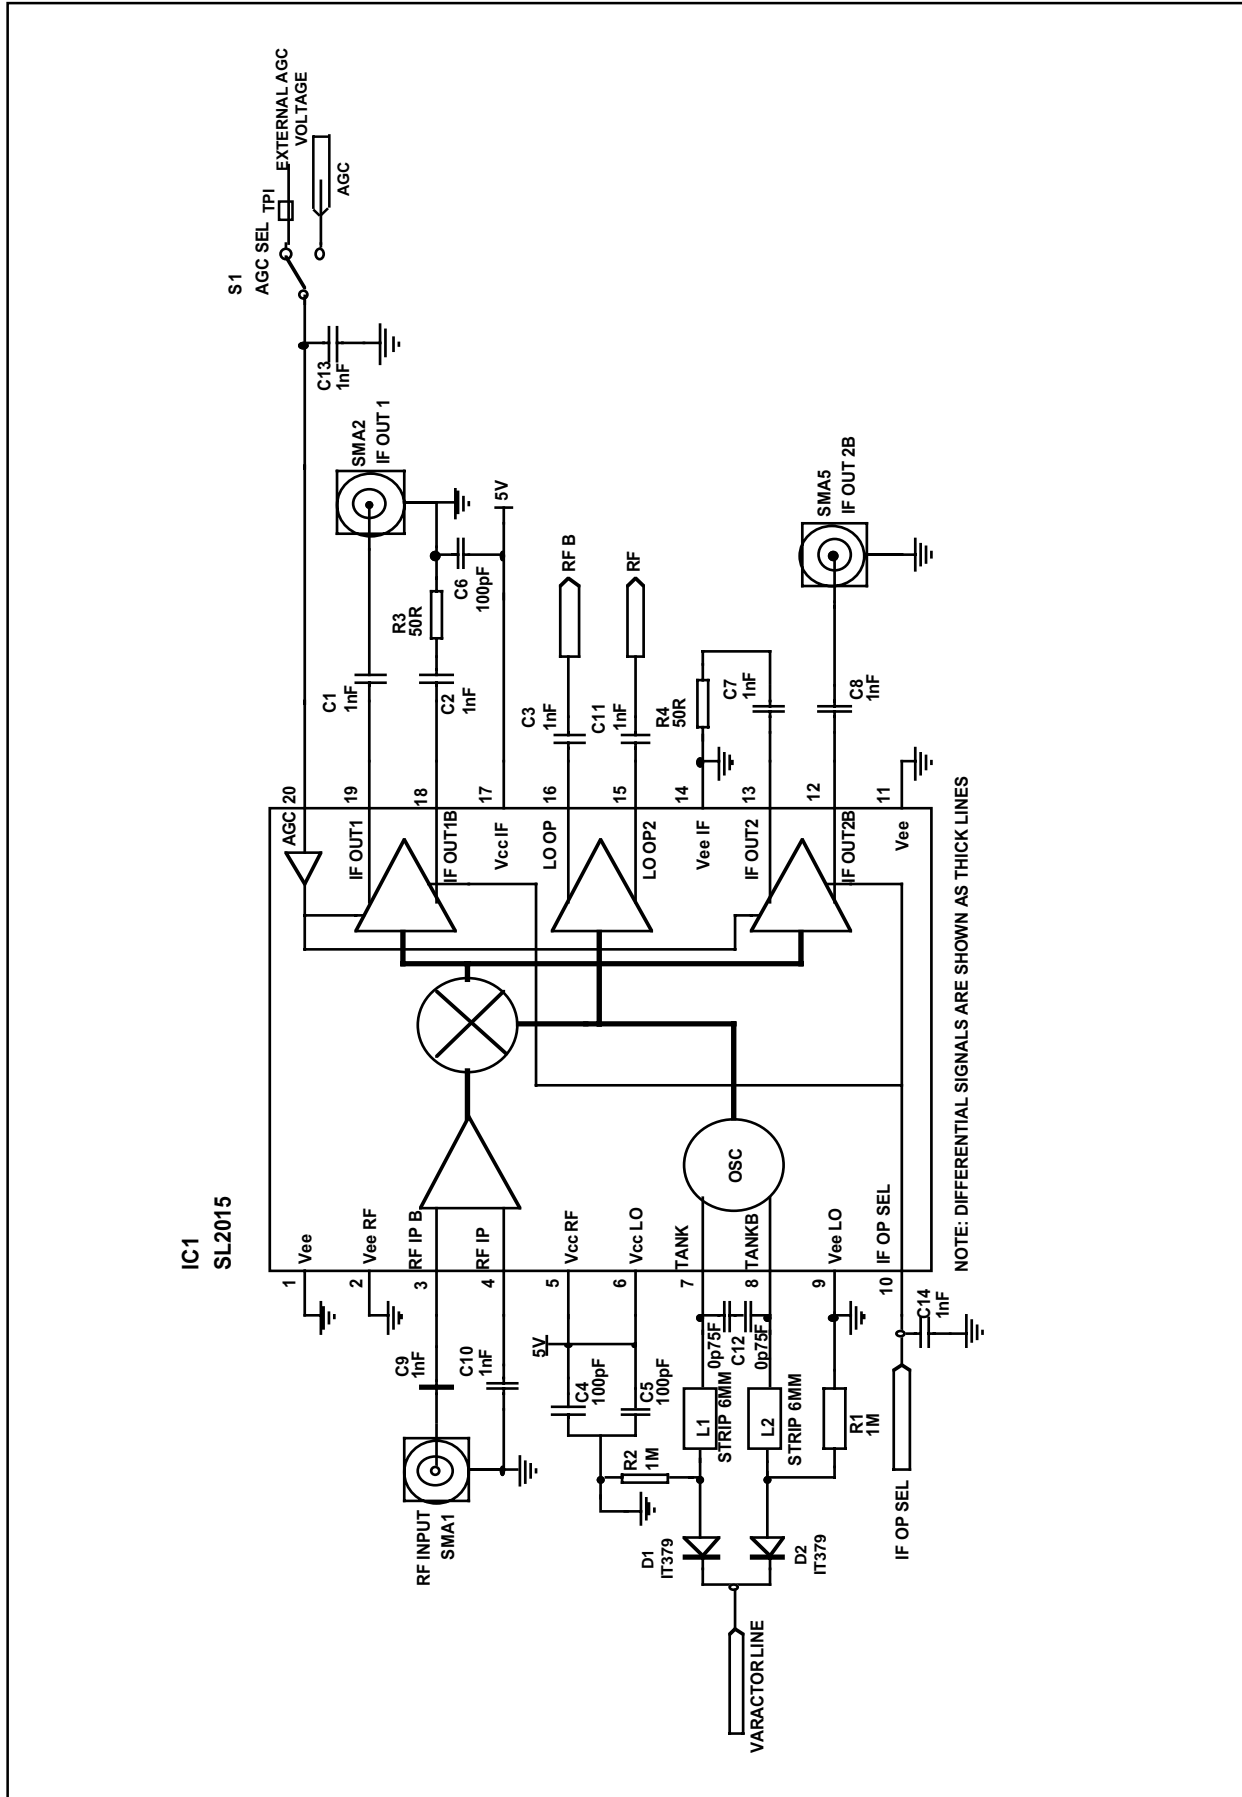 IC1
SL2015
EXTERNAL AGC
VOLTAGE
TPI
AGC
S1
AGC SEL
C13
1nF
SMA2
IF OUT 1
5V
C1
1nF
R3
50R
C6
100pF
C2
1nF
C3
1nF
RF B
C11
1nF
RF
R4
50R
C7
1nF
C8
1nF
SMA5
IF OUT 2B
20
19
18
17
16
15
14
13
12
11
AGC
IF OUT1
IF OUT1B
Vcc IF
LO OP
LO OP2
Vee IF
IF OUT2
IF OUT2B
Vee
OSC
Vee
Vee RF
RF IP B
RF IP
Vcc RF
Vcc LO
TANK
TANKB
Vee LO
IF OP SEL
1
2
3
4
5
6
7
8
9
10
RF INPUT
SMA1
C9
1nF
C10
1nF
5V
C4
100pF
C5
100pF
R2
1M
0p75F
C12
0p75F
L1
STRIP 6MM
L2
STRIP 6MM
R1
1M
C14
1nF
D1
IT379
D2
IT379
VARACTOR LINE
IF OP SEL
NOTE: DIFFERENTIAL SIGNALS ARE SHOWN AS THICK LINES